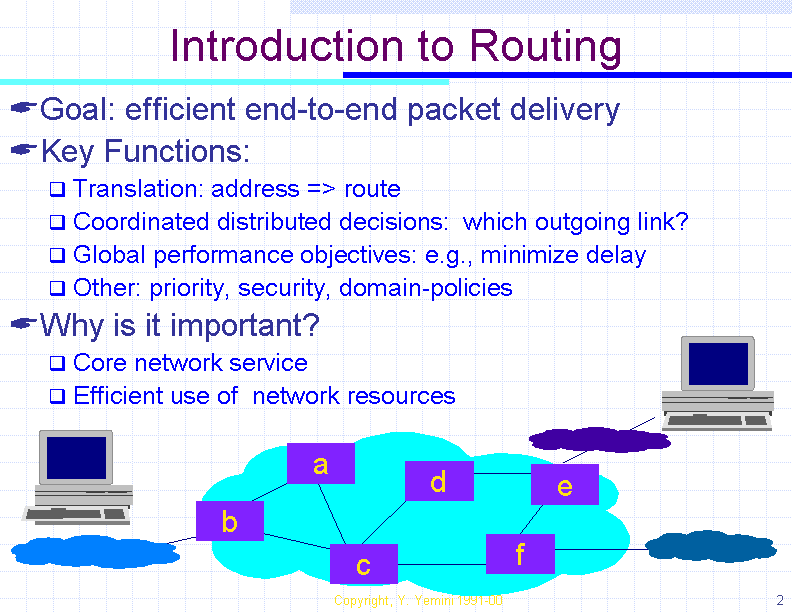 Introduction to Routing
Goal: efficient end-to-end packet delivery
Key Functions:
Translation: address => route
Coordinated distributed decisions:  which outgoing link?
Global performance objectives: e.g., minimize delay
Other: priority, security, domain-policies
Why is it important?
Core network service
Efficient use of  network resources
a
d
e
b
f
c
Copyright, Y. Yemini 1991-00
2